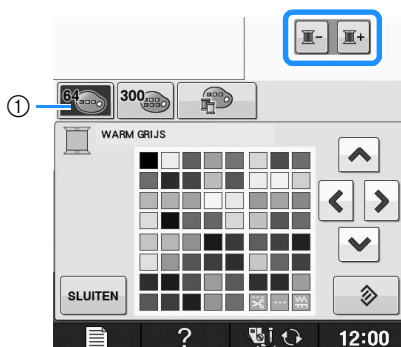 - +
① 64 300
WARM GRIJS
SLUITEN
? 12:00